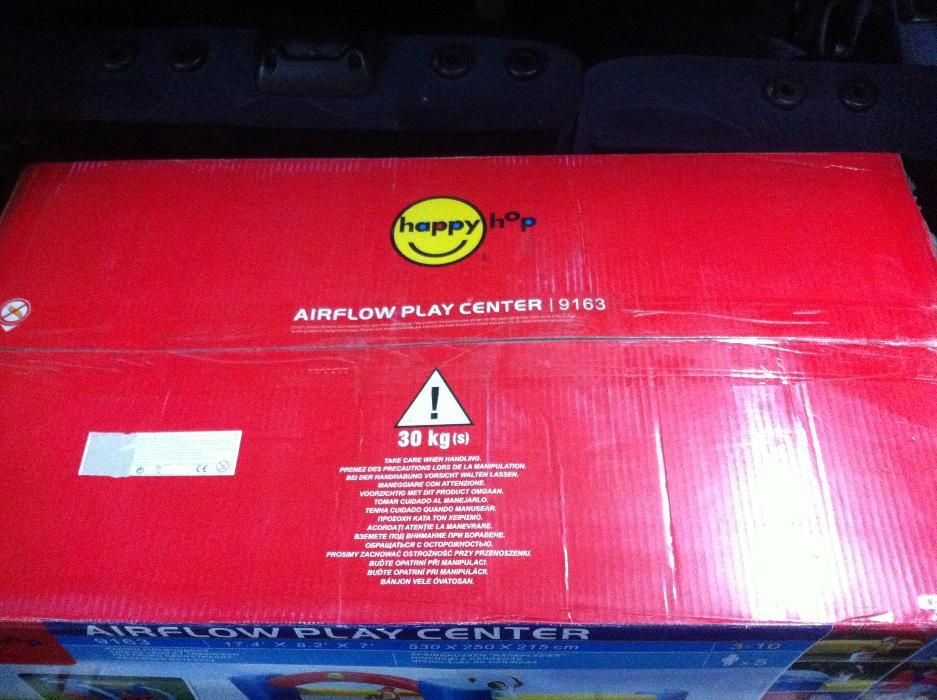 happy hop
AIRFLOW PLAY CENTER | 9163
!
30 kg(s)
TAKE CARE WHEN HANDLING.
PRENEZ DES PRECAUTIONS LORS DE LA MANIPULATION.
BEI DER HANDHABUNG VORSICHT WALTEN LASSEN.
MANEGGIARE CON ATTENZIONE.
VOORZICHTIG MET DIT PRODUCT OMGAAN.
TOMAR CUIDADO AL MANEJARLO.
TENHA CUIDADO QUANDO MANUSEAR.
ΠΡΟΣΟΧΗ ΚΑΤΑ ΤΟΝ ΧΕΙΡΙΣΜΟ.
ACORDAȚI ATENȚIE LA MANEVRARE.
ВЗЕМЕТЕ ПОД ВНИМАНИЕ ПРИ БОРАВЕНЕ.
ОБРАЩАТЬСЯ С ОСТОРОЖНОСТЬЮ.
PROSIMY ZACHOWAĆ OSTROŻNOŚĆ PRZY PRZENOSZENIU.
BUĎTE OPATRNÍ PŘI MANIPULACI.
BUĎTE OPATRNÍ PRI MANIPULÁCII.
BÁNJON VELE ÓVATOSAN.
CE
AIRFLOW PLAY CENTER
17.4' X 8.2' X 7' 530 X 250 X 215 cm 3-10
x 5